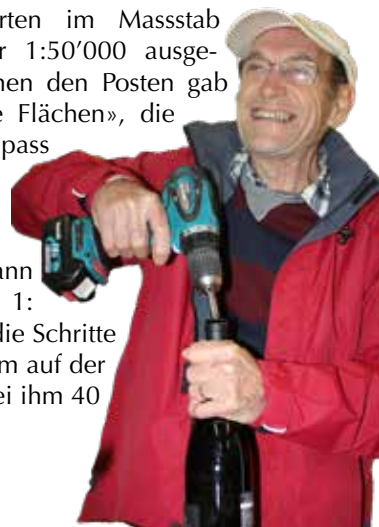 rten im Massstab
r 1:50’000 ausge-
nen den Posten gab
e Flächen», die
pass
ann
1:
die Schritte
m auf der
ei ihm 40